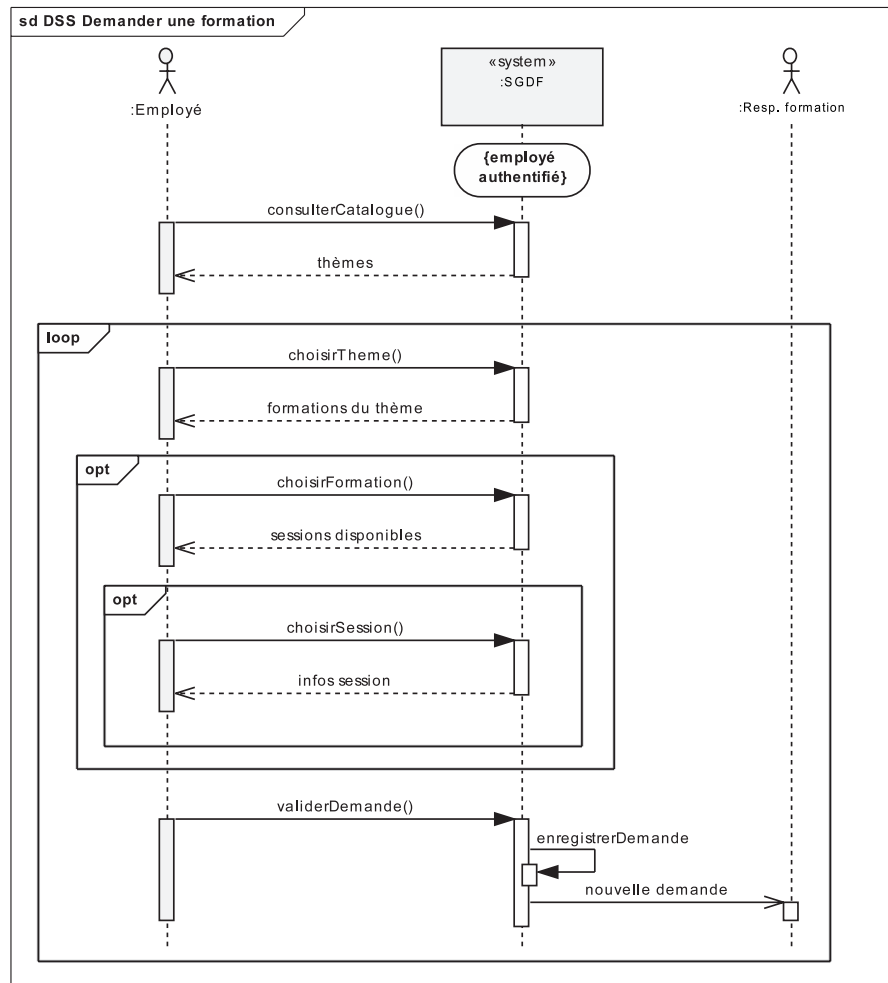 sd DSS Demander une formation
:Employé
«system»
:SGDF
:Resp. formation
{employé
authentifié}
consulterCatalogue()
thèmes
loop
choisirTheme()
formations du thème
opt
choisirFormation()
sessions disponibles
opt
choisirSession()
infos session
validerDemande()
enregistrerDemande
nouvelle demande